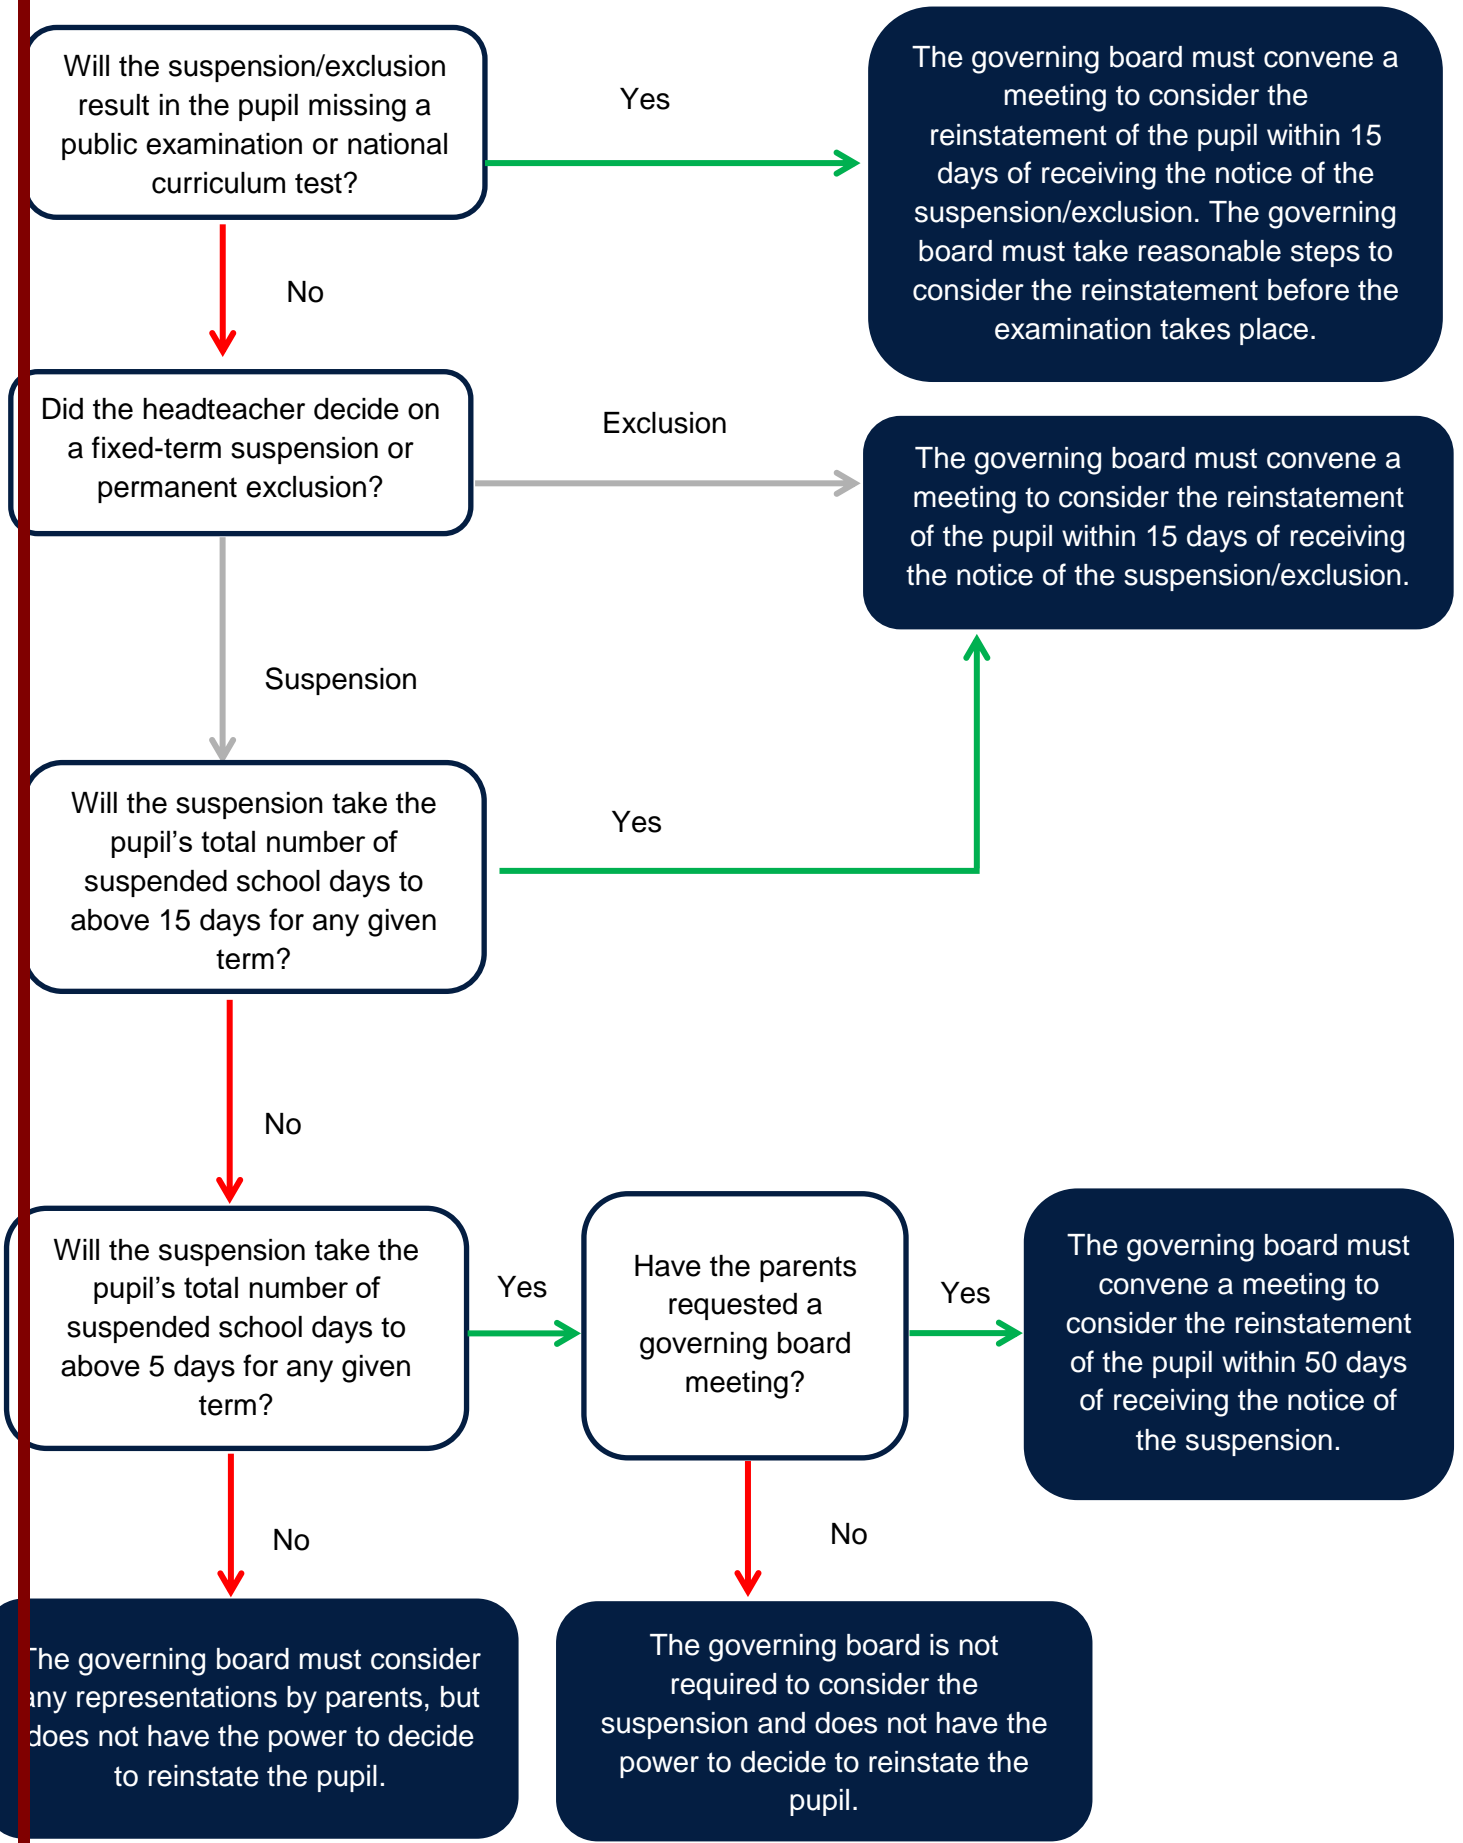 Will the suspension/exclusion
result in the pupil missing a
public examination or national
curriculum test?
Yes
The governing board must convene a
meeting to consider the
reinstatement of the pupil within 15
days of receiving the notice of the
suspension/exclusion. The governing
board must take reasonable steps to
consider the reinstatement before the
examination takes place.
No
Did the headteacher decide on
a fixed-term suspension or
permanent exclusion?
Exclusion
The governing board must convene a
meeting to consider the reinstatement
of the pupil within 15 days of receiving
the notice of the suspension/exclusion.
Suspension
Will the suspension take the
pupil’s total number of
suspended school days to
above 15 days for any given
term?
Yes
No
Will the suspension take the
pupil’s total number of
suspended school days to
above 5 days for any given
term?
Yes
Have the parents
requested a
governing board
meeting?
Yes
The governing board must
convene a meeting to
consider the reinstatement
of the pupil within 50 days
of receiving the notice of
the suspension.
No
No
The governing board must consider
any representations by parents, but
does not have the power to decide
to reinstate the pupil.
The governing board is not
required to consider the
suspension and does not have the
power to decide to reinstate the
pupil.